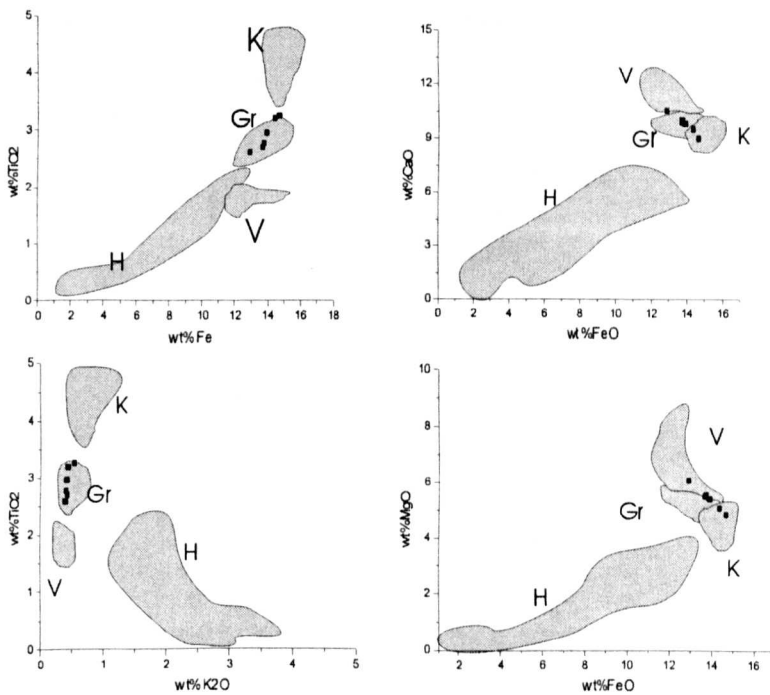 5
4
3
2
1
0
wt%TiO2
K
Gr
V
H
0 2 4 6 8 10 12 14 16 18
wt%Fe
15
12
9
6
3
0
wt%CaO
V
Gr
K
H
0 2 4 6 8 10 12 14 16
wt%FeO
5
4
3
2
1
0
wt%TiO2
K
Gr
V
H
0 1 2 3 4 5
wt%K2O
10
8
6
4
2
0
wt%MgO
V
Gr
K
H
2 4 6 8 10 12 14 16
wt%FeO